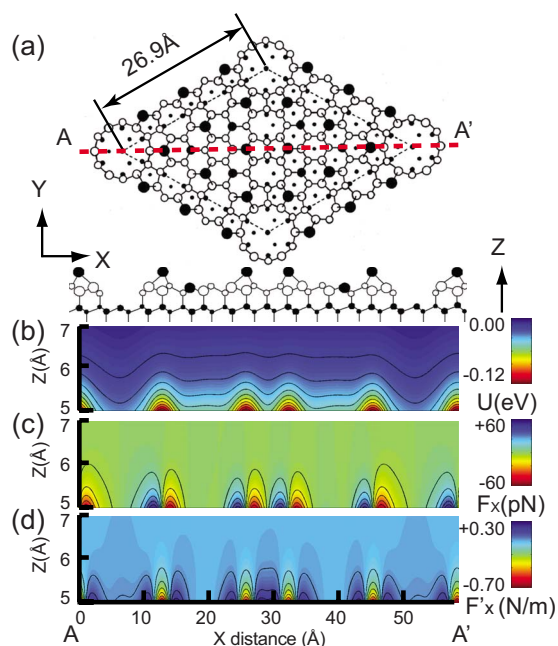 (a)
26.9Å
A
A'
Y
X
Z
(b)
7
Z(Å)
6
5
0.00
-0.12
U(eV)
(c)
7
Z(Å)
6
5
+60
-60
Fx(pN)
(d)
7
Z(Å)
6
5
+0.30
-0.70
F'x (N/m)
0 10 20 30 40 50
A X distance (Å) A'